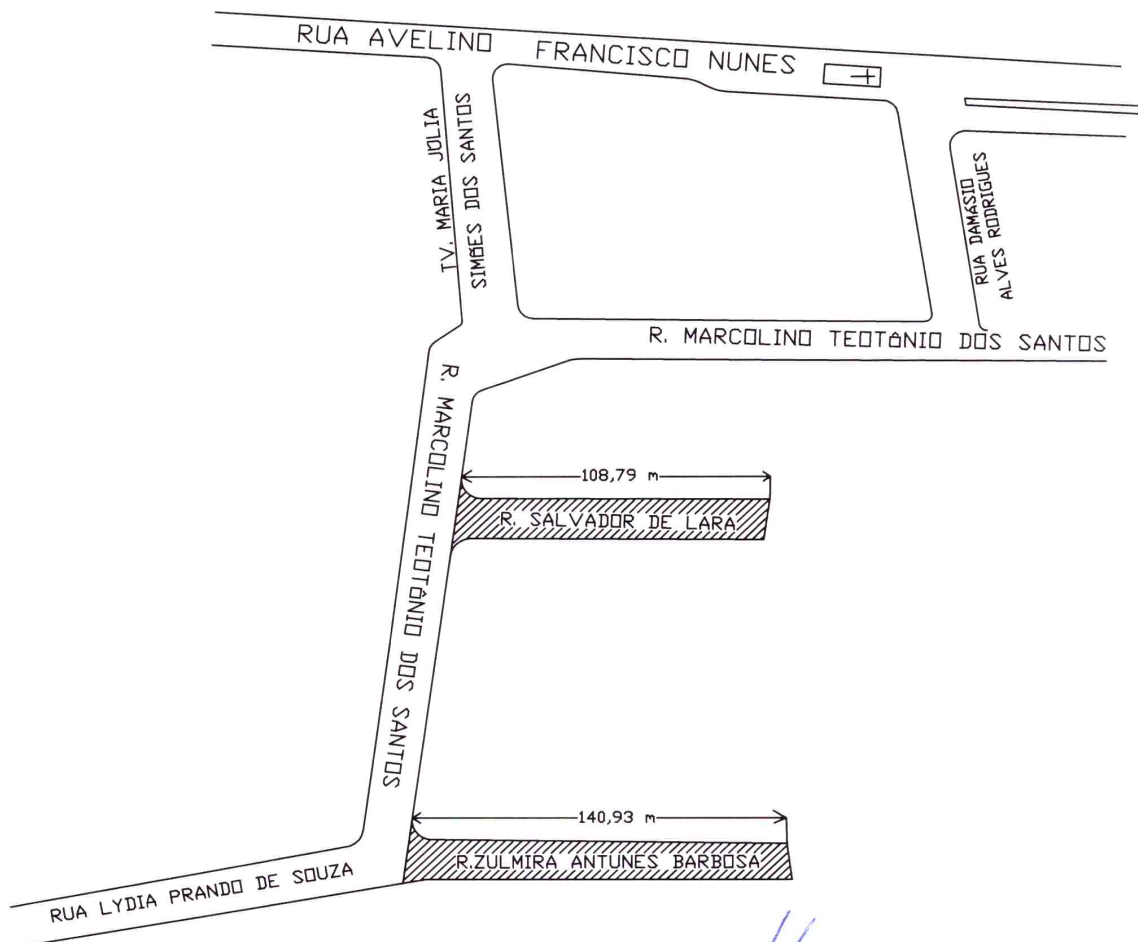 RUA AVELINO FRANCISCO NUNES
TV. MARIA JÚLIA
SIMÕES DOS SANTOS
RUA DAMÁSIO
ALVES RODRIGUES
R. MARCOLINO TEOTÔNIO DOS SANTOS
R. MARCOLINO TEOTÔNIO DOS SANTOS
108,79 m
R. SALVADOR DE LARA
140,93 m
R.ZULMIRA ANTUNES BARBOSA
RUA LYDIA PRANDO DE SOUZA